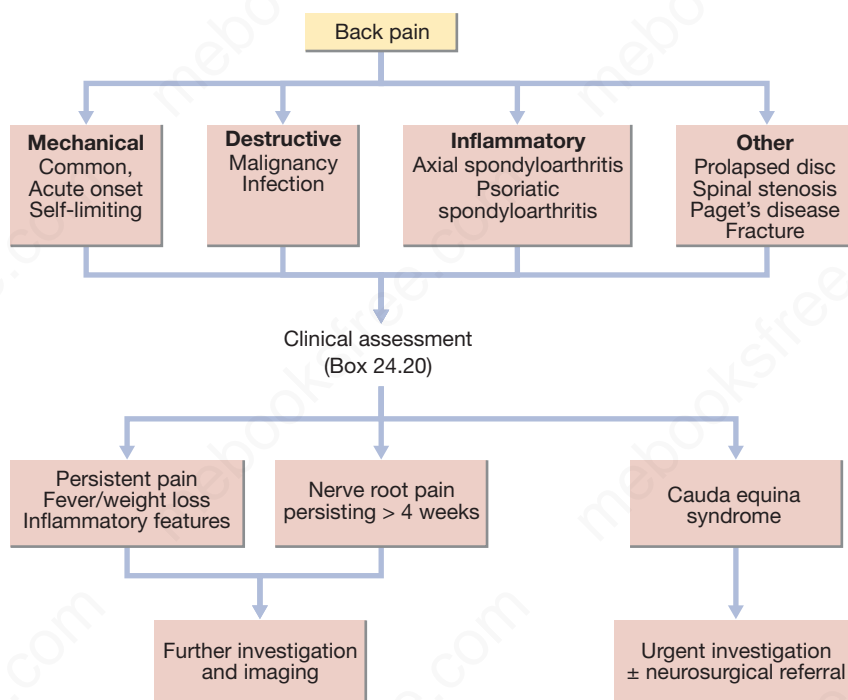 Back pain
Mechanical
Common,
Acute onset
Self-limiting
Destructive
Malignancy
Infection
Inflammatory
Axial spondyloarthritis
Psoriatic
spondyloarthritis
Other
Prolapsed disc
Spinal stenosis
Paget's disease
Fracture
Clinical assessment
(Box 24.20)
Persistent pain
Fever/weight loss
Inflammatory features
Nerve root pain
persisting > 4 weeks
Cauda equina
syndrome
Further investigation
and imaging
Urgent investigation
± neurosurgical referral
mebooksfree.com